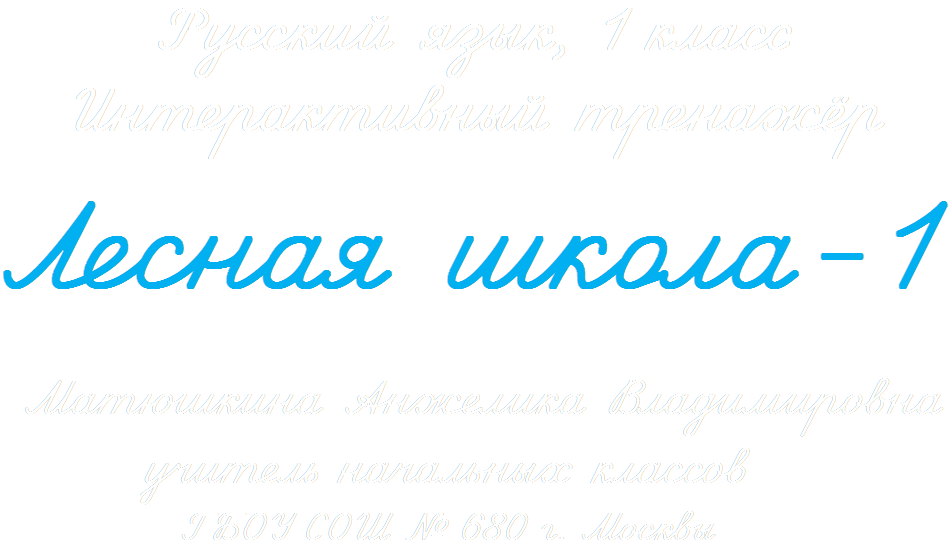 Русский язык, 1 класс
Интерактивный тренажёр
Лесная школа – 1
Матюшкина Анжелика Владимировна
учитель начальных классов
ГБОУ СОШ № 680 г. Москвы